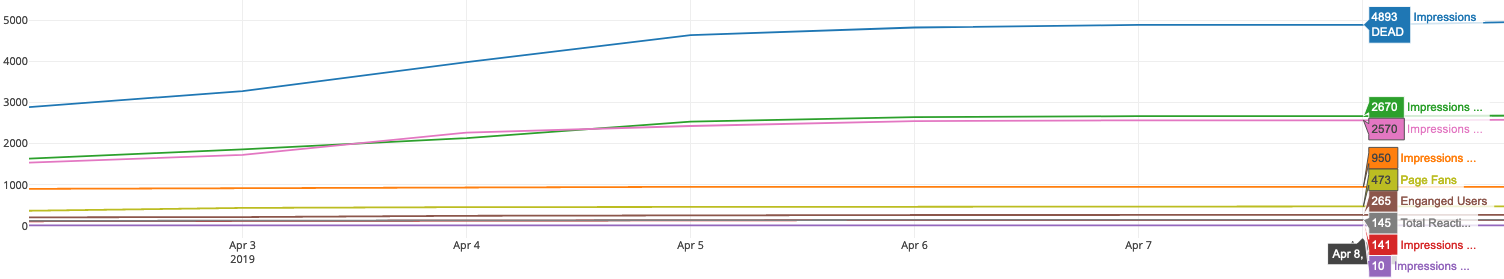 5000
4000
3000
2000
1000
0
Apr 3
2019
Apr 4
Apr 5
Apr 6
Apr 7
Apr 8,
4893 Impressions
DEAD
2670 Impressions ...
2570 Impressions ...
950 Impressions ...
473 Page Fans
265 Enganged Users
145 Total Reacti...
141 Impressions ...
10 Impressions ...